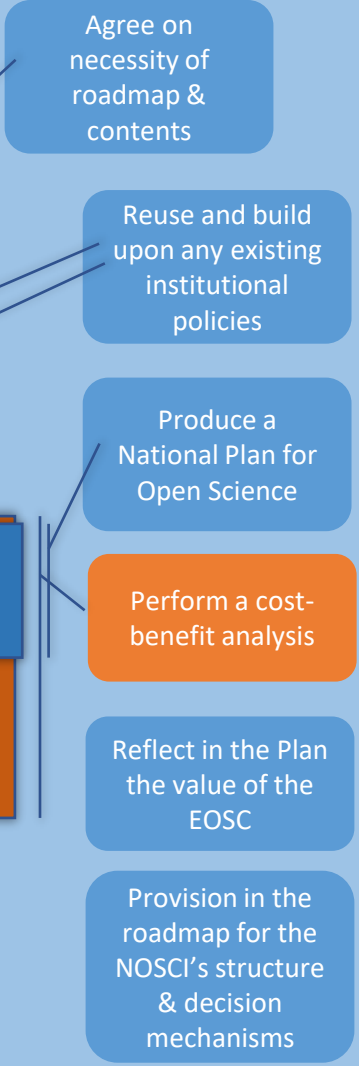 Agree on
necessity of
roadmap &
contents
Reuse and build
upon any existing
institutional
policies
Produce a
National Plan for
Open Science
Perform a cost-
benefit analysis
Reflect in the Plan
the value of the
EOSC
Provision in the
roadmap for the
NOSCI's structure
& decision
mechanisms